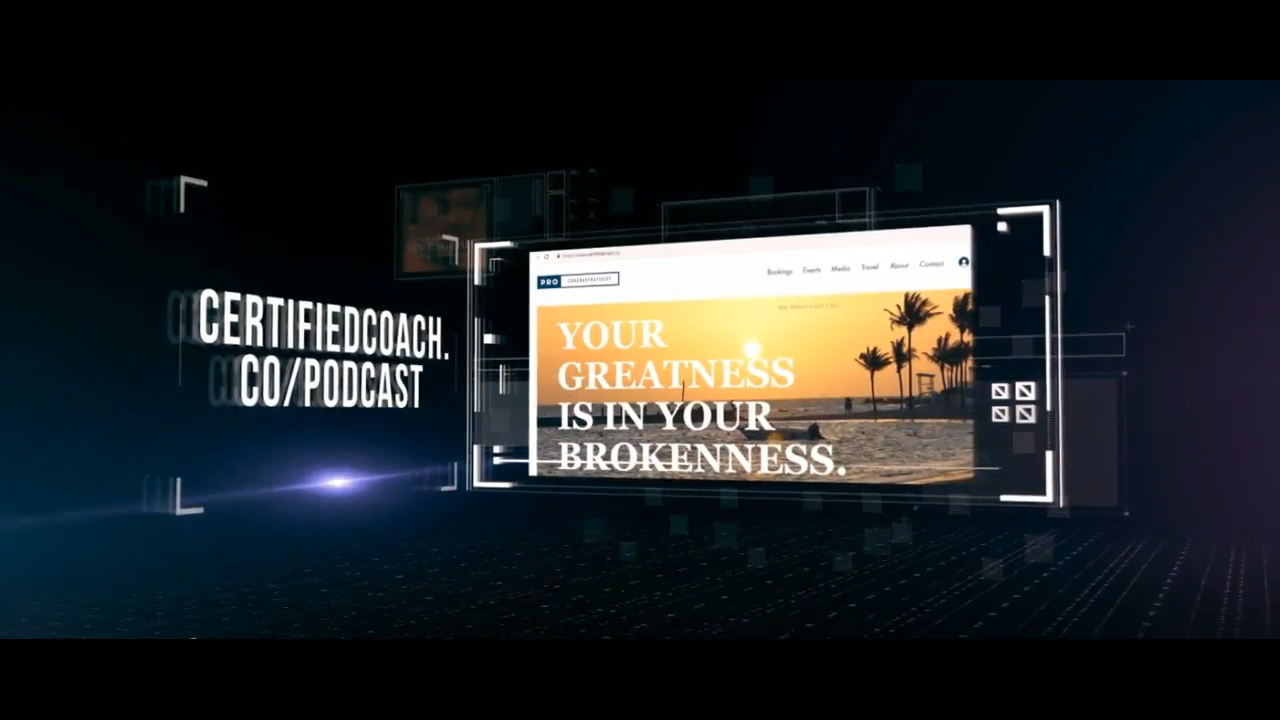 CERTIFIEDCOACH.
CO/PODCAST
PRO
Bookings Events Media Travel About Contact
YOUR
GREATNESS
IS IN YOUR
BROKENNESS.